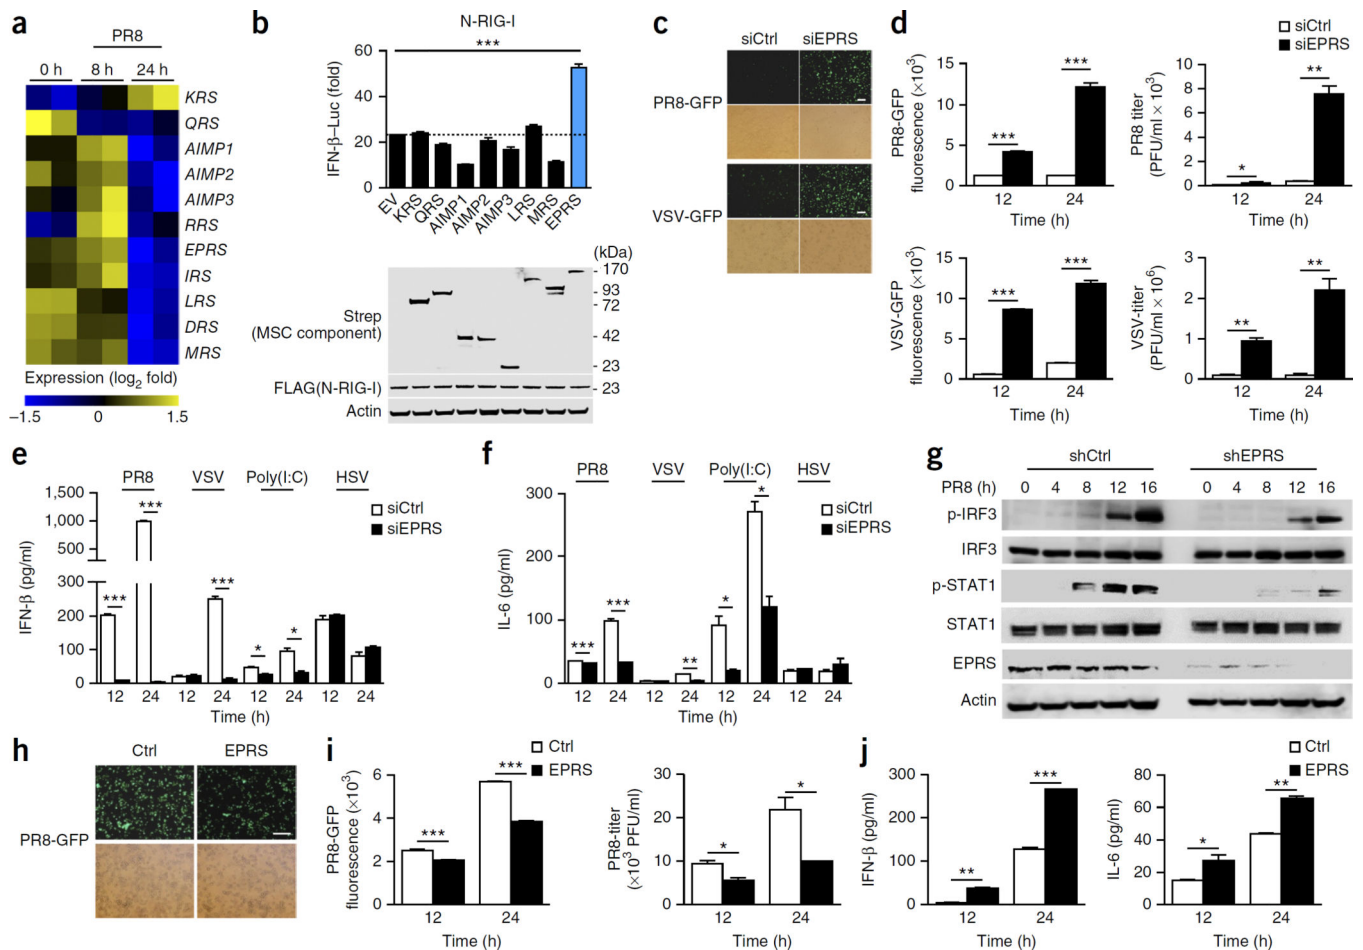 a
PR8
0 h 8 h 24 h
KRS
QRS
AIMP1
AIMP2
AIMP3
RRS
EPRS
IRS
LRS
DRS
MRS
Expression (log2 fold)
–1.5 0 1.5
b
N-RIG-I
***
IFN-β–Luc (fold)
60
40
20
0
EV KRS QRS AIMP1 AIMP2 AIMP3 LRS MRS EPRS
(kDa)
170
93
72
42
23
Strep
(MSC component)
FLAG(N-RIG-I) 23
Actin
c
siCtrl siEPRS
PR8-GFP
VSV-GFP
d
siCtrl
siEPRS
PR8-GFP
fluorescence (×103)
15
10
5
0
*** ***
12 24
Time (h)
PR8 titer
(PFU/ml × 103)
10
8
6
4
2
0
* **
12 24
Time (h)
VSV-GFP
fluorescence (×103)
15
10
5
0
*** ***
12 24
Time (h)
VSV-titer
(PFU/ml × 106)
3
2
1
0
** **
12 24
Time (h)
e
PR8 VSV Poly(I:C) HSV
siCtrl
siEPRS
IFN-β (pg/ml)
1,500
1,000
500
300
200
100
0
*** *** *** * *
12 24 12 24 12 24 12 24
Time (h)
f
PR8 VSV Poly(I:C) HSV
siCtrl
siEPRS
IL-6 (pg/ml)
300
200
100
0
*** *** ** * *
12 24 12 24 12 24 12 24
Time (h)
g
shCtrl shEPRS
PR8 (h) 0 4 8 12 16 0 4 8 12 16
p-IRF3
IRF3
p-STAT1
STAT1
EPRS
Actin
h
Ctrl EPRS
PR8-GFP
i
Ctrl
EPRS
PR8-GFP
fluorescence (×103)
6
4
2
0
*** ***
12 24
Time (h)
PR8-titer
(×103 PFU/ml)
30
20
10
0
* *
12 24
Time (h)
j
Ctrl
EPRS
IFN-β (pg/ml)
300
200
100
0
** ***
12 24
Time (h)
IL-6 (pg/ml)
80
60
40
20
0
* **
12 24
Time (h)